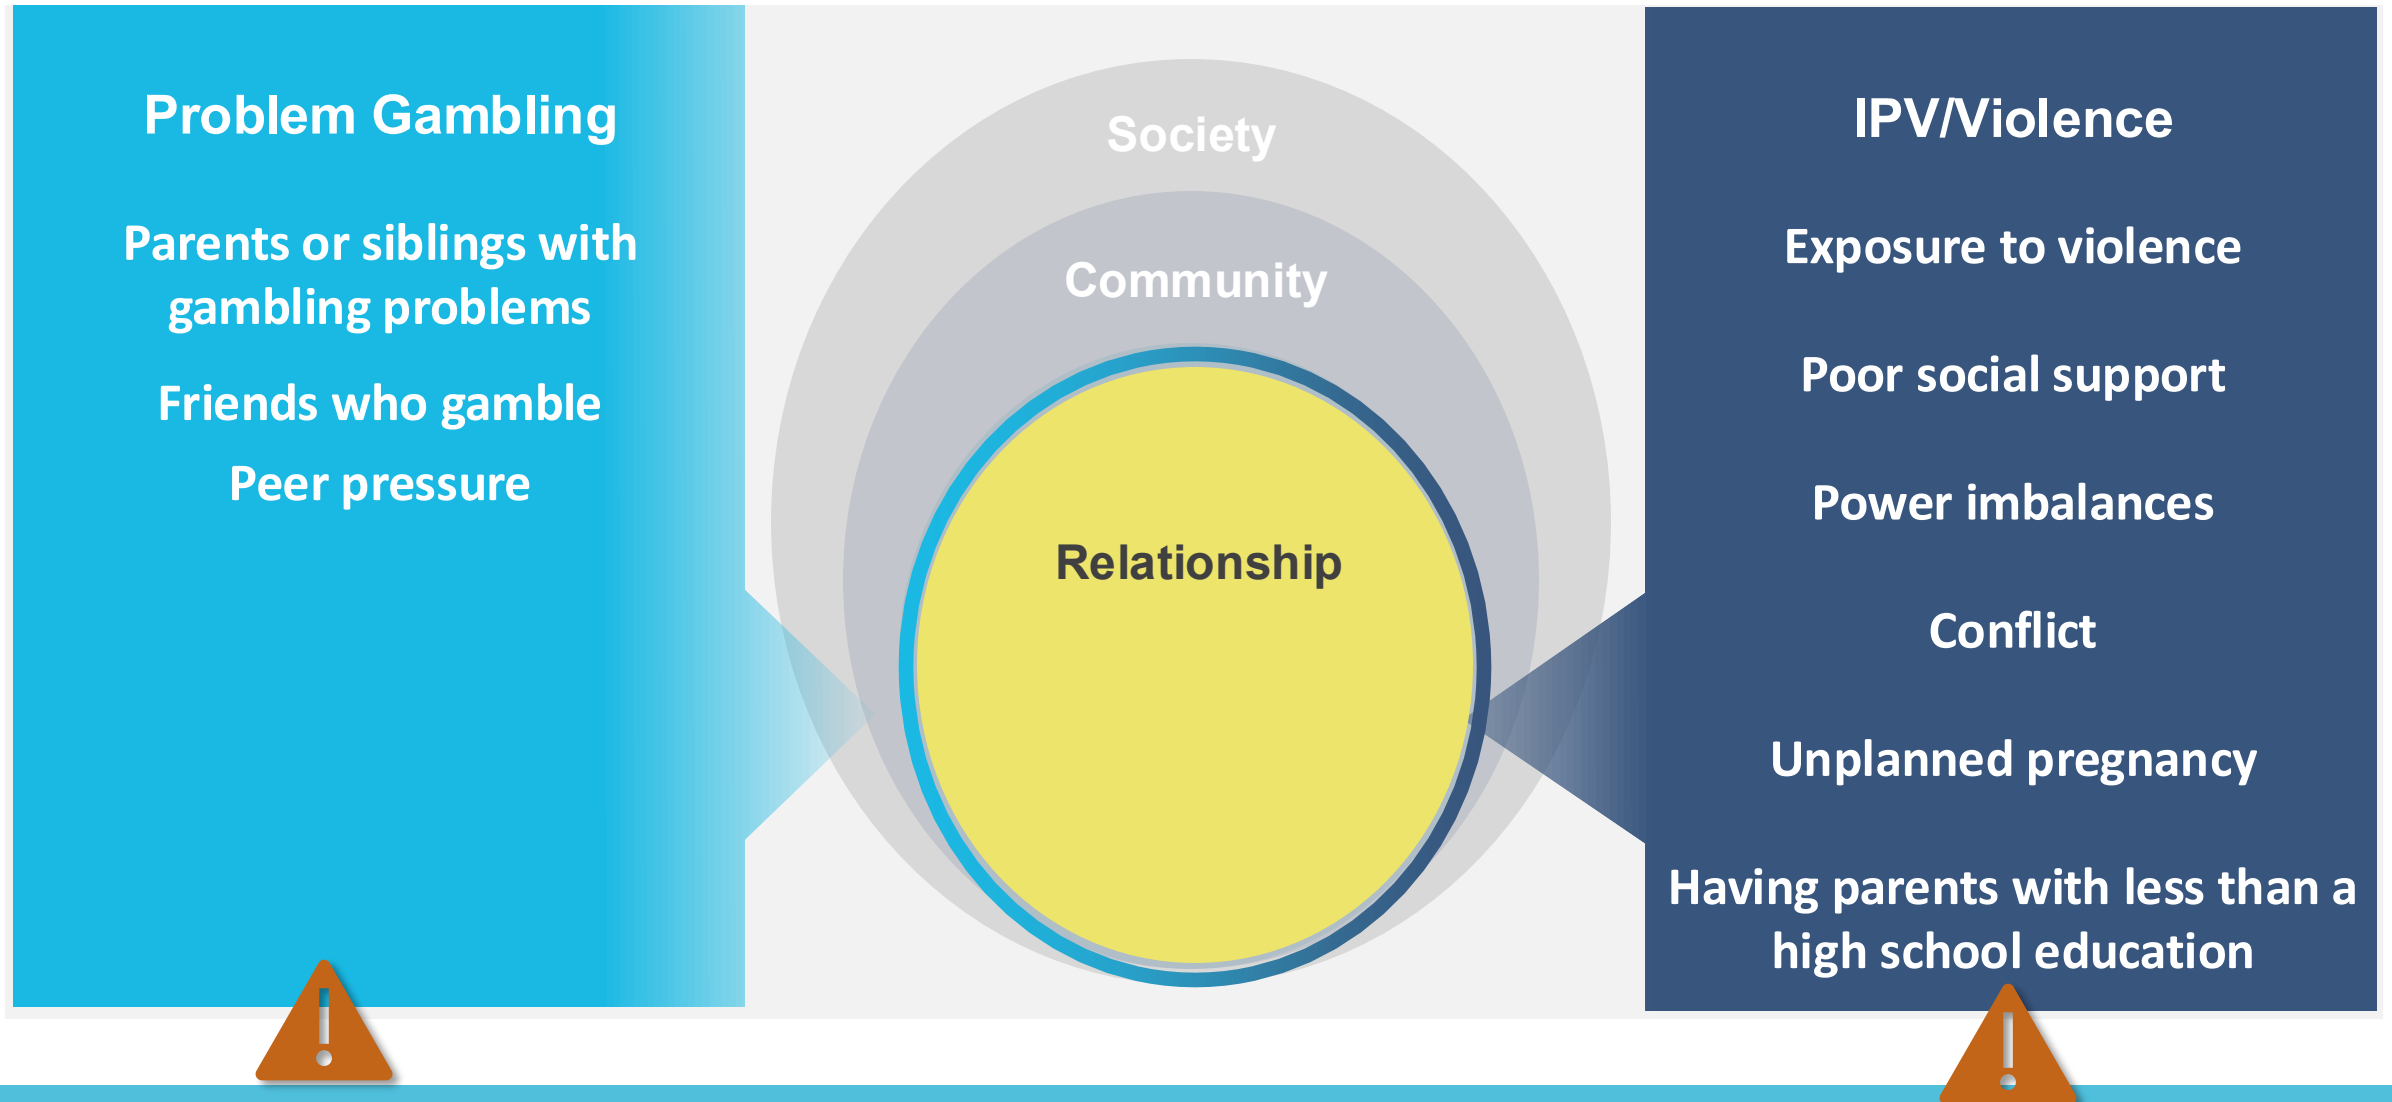 Problem Gambling
Parents or siblings with
gambling problems
Friends who gamble
Peer pressure
Society
Community
Relationship
IPV/Violence
Exposure to violence
Poor social support
Power imbalances
Conflict
Unplanned pregnancy
Having parents with less than a
high school education